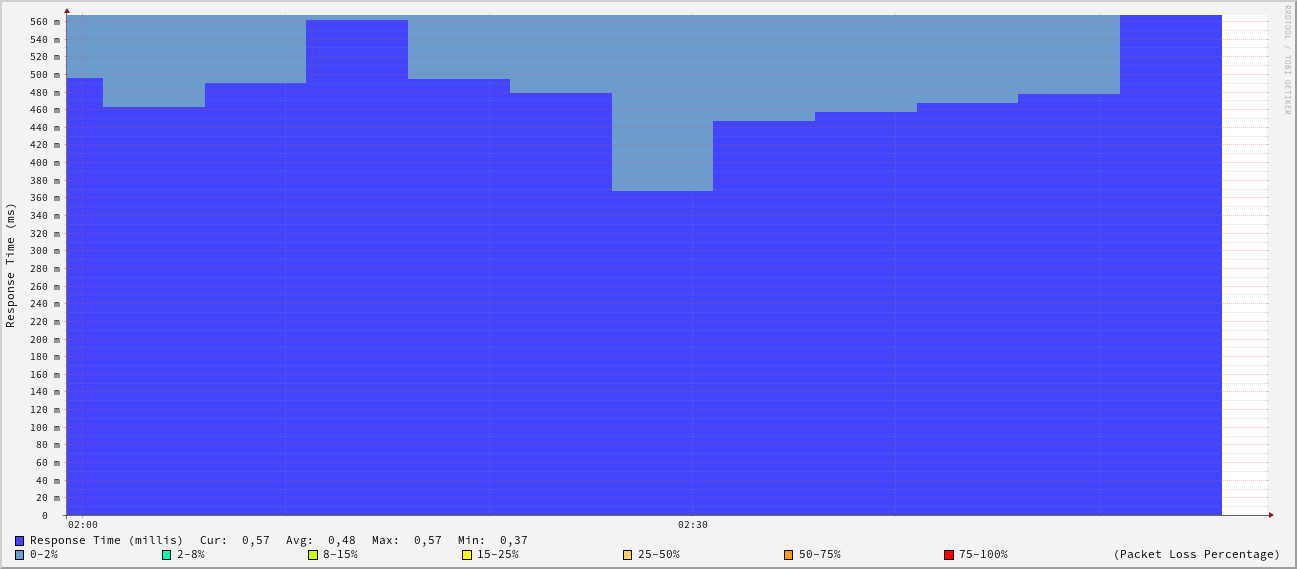 RRDTOOL / TOBI OETIKER
Response Time (ms)
560 m
540 m
520 m
500 m
480 m
460 m
440 m
420 m
400 m
380 m
360 m
340 m
320 m
300 m
280 m
260 m
240 m
220 m
200 m
180 m
160 m
140 m
120 m
100 m
80 m
60 m
40 m
20 m
0
02:00 02:30
Response Time (millis) Cur: 0,57 Avg: 0,48 Max: 0,57 Min: 0,37
0-2% 2-8% 8-15% 15-25% 25-50% 50-75% 75-100% (Packet Loss Percentage)